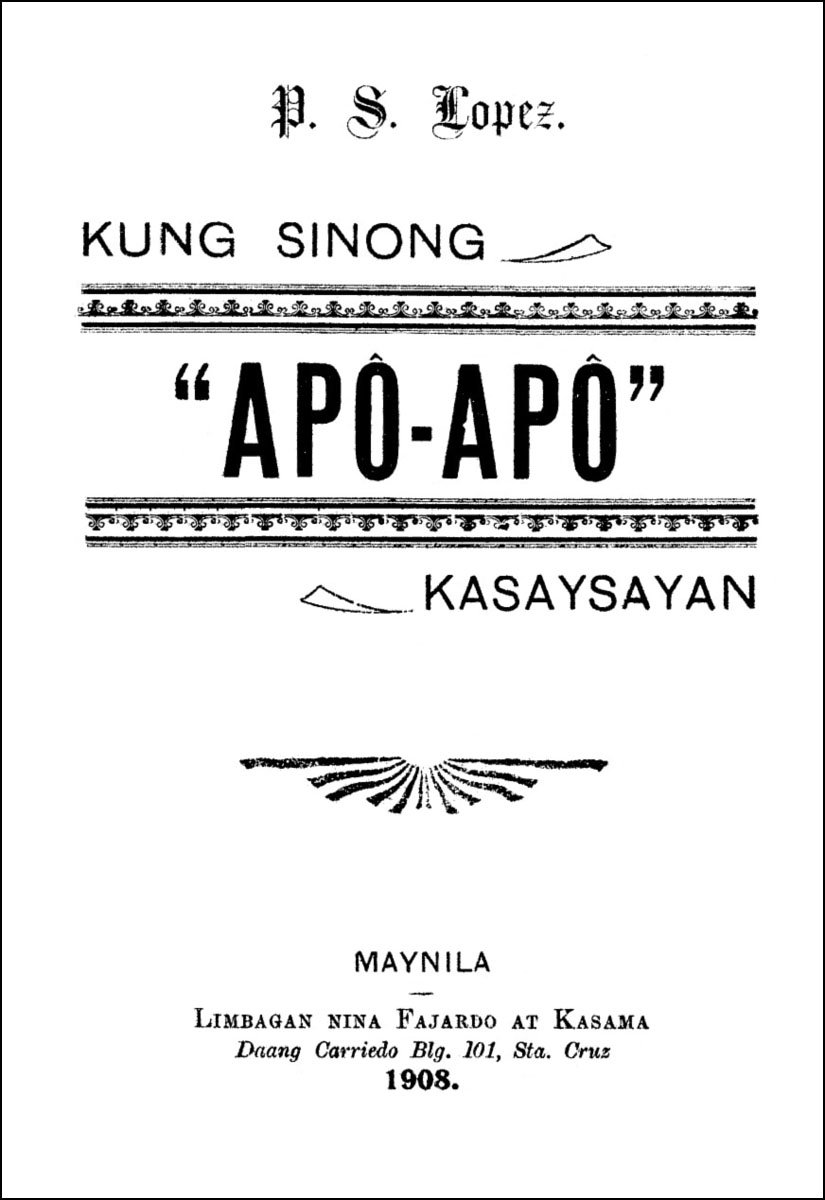 P. S. Lopez.
KUNG SINONG
“APÔ-APÔ”
KASAYSAYAN
MAYNILA
LIMBAGAN NINA FAJARDO AT KASAMA
Daang Carriedo Blg. 101, Sta. Cruz
1908.